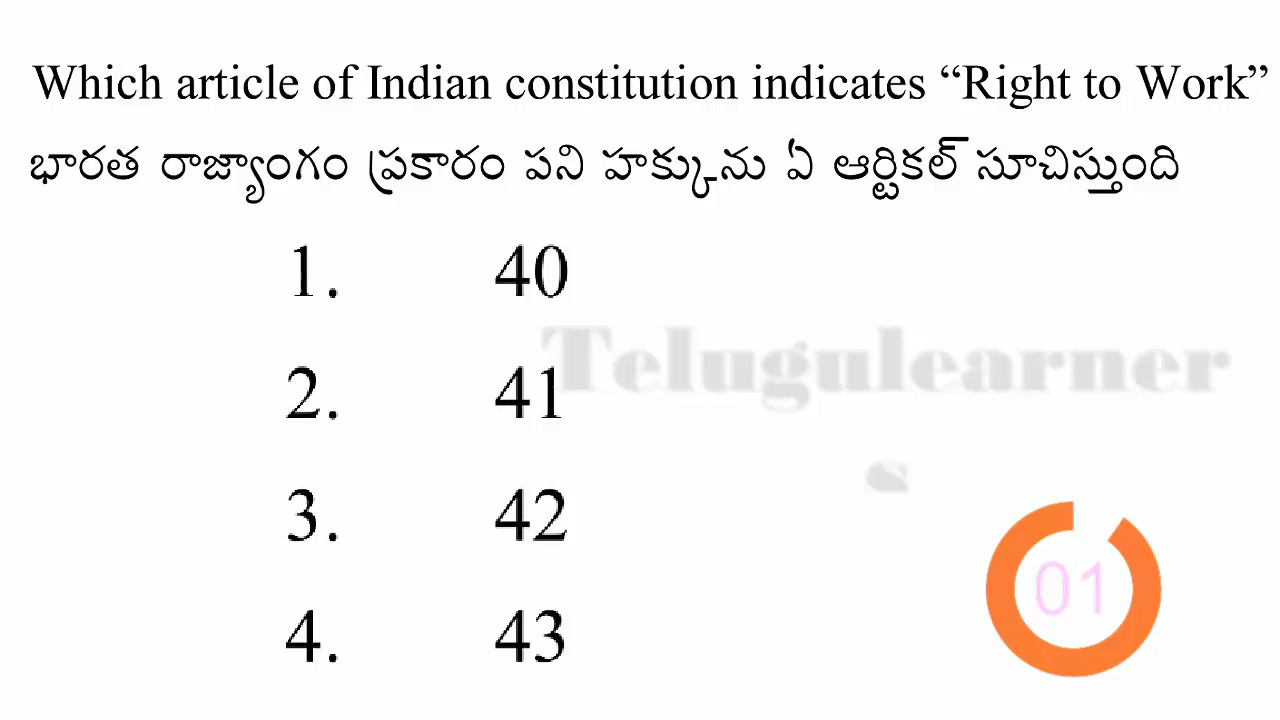 Which article of Indian constitution indicates “Right to Work”
భారత రాజ్యాంగం ప్రకారం పని హక్కును ఏ ఆర్టికల్ సూచిస్తుంది
1. 40
2. 41
Telugulearner
s
3. 42
01
4. 43